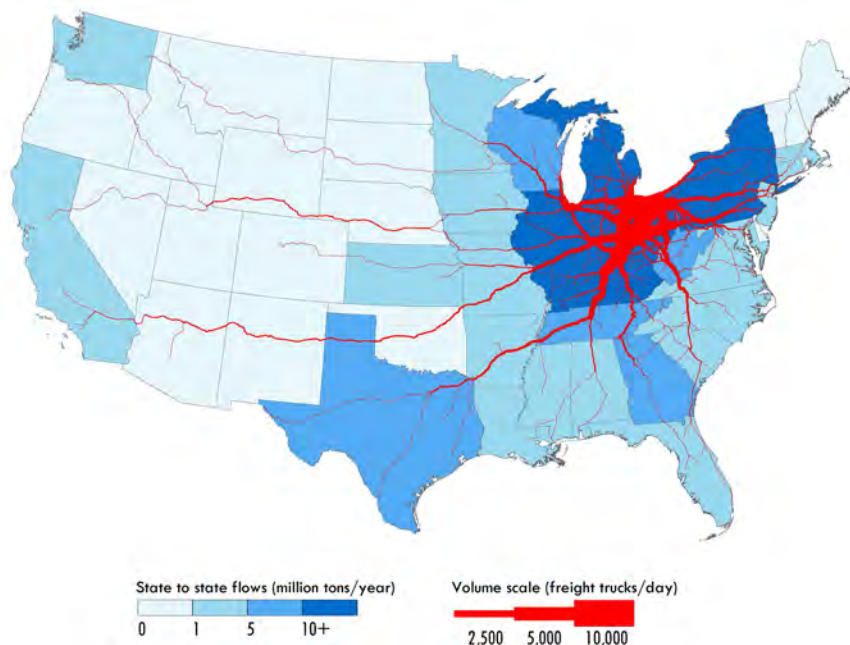 State to state flows (million tons/year)
0 1 5 10+
Volume scale (freight trucks/day)
2,500 5,000 10,000